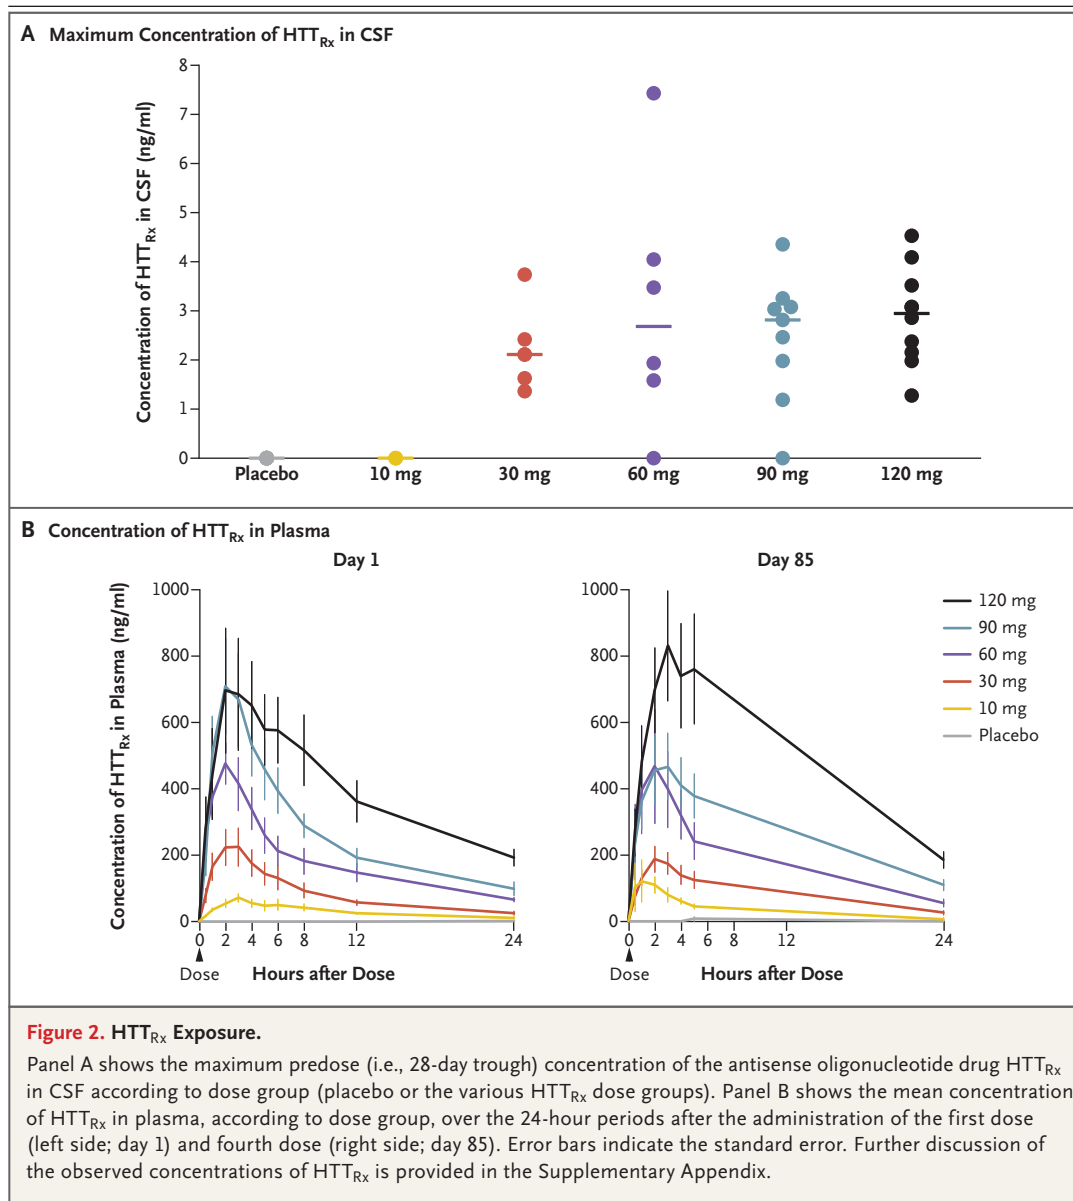 A Maximum Concentration of HTTRx in CSF
Concentration of HTTRx in CSF (ng/ml)
8
7
6
5
4
3
2
1
0
Placebo 10 mg 30 mg 60 mg 90 mg 120 mg
B Concentration of HTTRx in Plasma
Day 1 Day 85
Concentration of HTTRx in Plasma (ng/ml)
1000
800
600
400
200
0
0 2 4 6 8 12 24
Dose
Hours after Dose
1000
800
600
400
200
0
0 2 4 6 8 12 24
Dose
Hours after Dose
120 mg
90 mg
60 mg
30 mg
10 mg
Placebo
Figure 2. HTTRx Exposure.
Panel A shows the maximum predose (i.e., 28-day trough) concentration of the antisense oligonucleotide drug HTTRx
in CSF according to dose group (placebo or the various HTTRx dose groups). Panel B shows the mean concentration
of HTTRx in plasma, according to dose group, over the 24-hour periods after the administration of the first dose
(left side; day 1) and fourth dose (right side; day 85). Error bars indicate the standard error. Further discussion of
the observed concentrations of HTTRx is provided in the Supplementary Appendix.